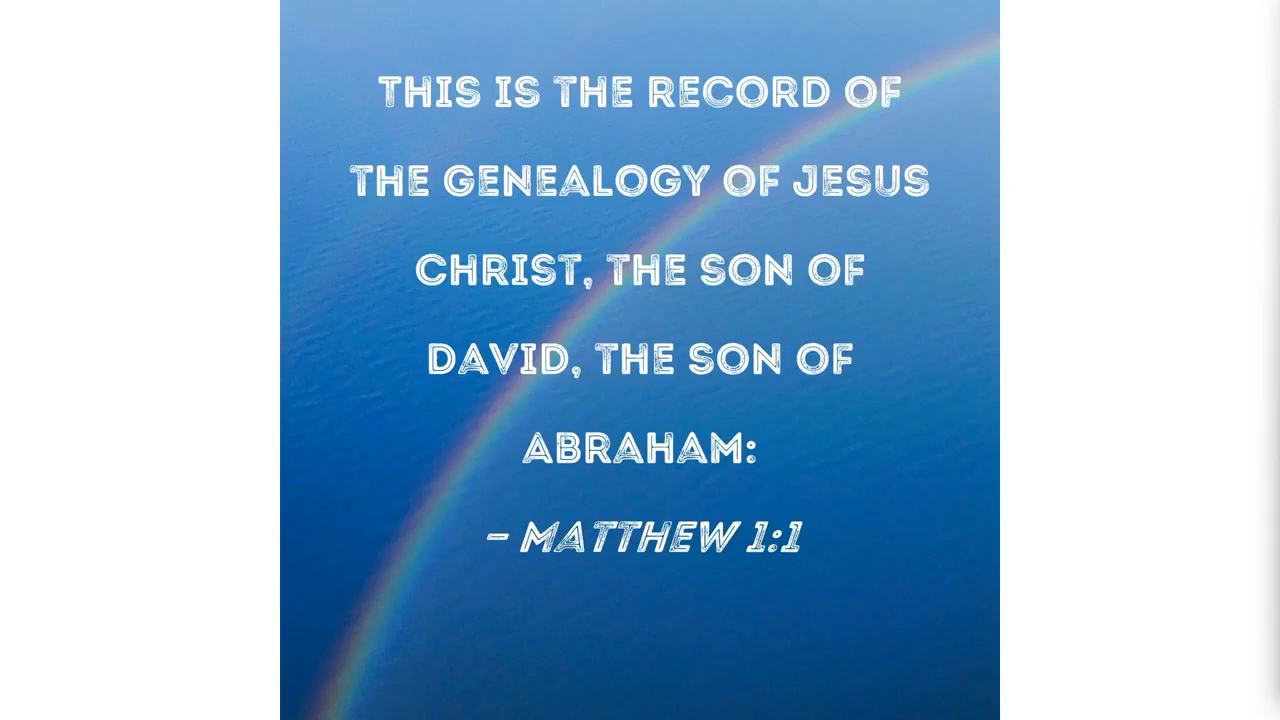 THIS IS THE RECORD OF
THE GENEALOGY OF JESUS
CHRIST, THE SON OF
DAVID, THE SON OF
ABRAHAM:
– MATTHEW 1:1